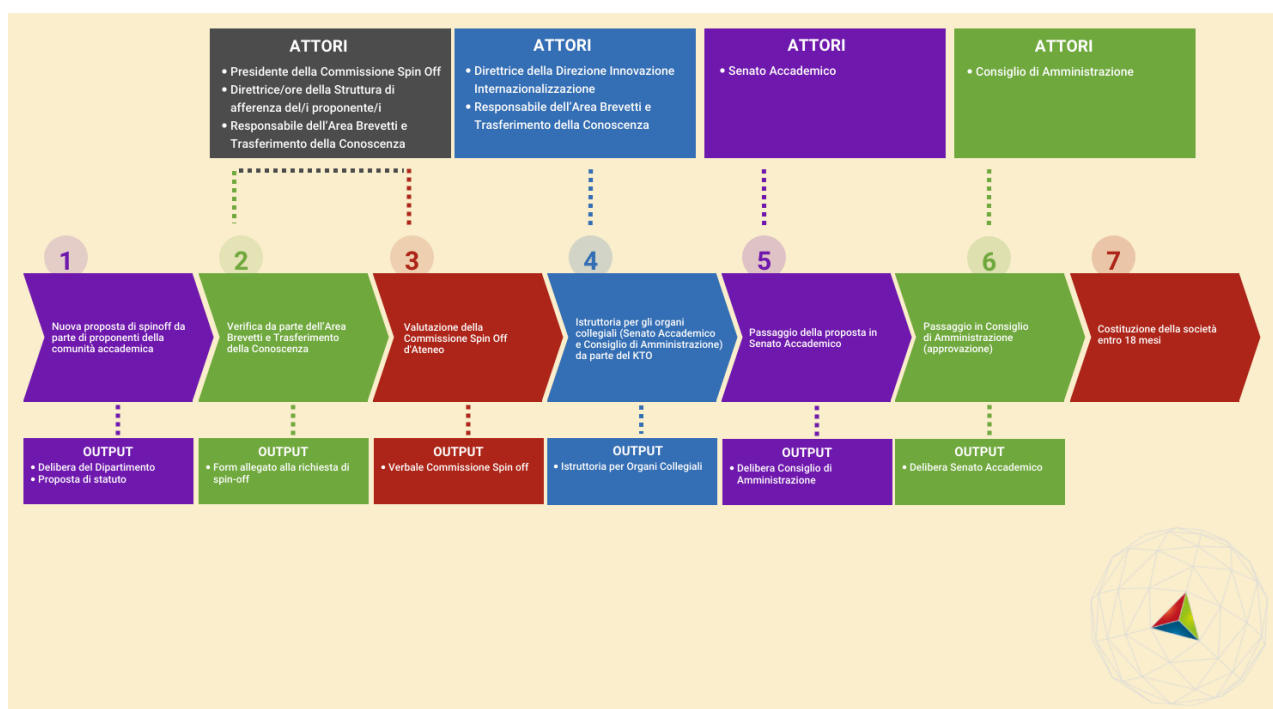 ATTORI
• Presidente della Commissione Spin Off
• Direttrice/ore della Struttura di
afferenza del/i proponente/i
• Responsabile dell'Area Brevetti e
Trasferimento della Conoscenza
ATTORI
• Direttrice della Direzione Innovazione
Internazionalizzazione
• Responsabile dell'Area Brevetti e
Trasferimento della Conoscenza
ATTORI
• Senato Accademico
ATTORI
• Consiglio di Amministrazione
1
Nuova proposta di spinoff da
parte di proponenti della
comunità accademica
2
Verifica da parte dell'Area
Brevetti e Trasferimento
della Conoscenza
3
Valutazione della
Commissione Spin Off
d'Ateneo
4
Istruttoria per gli organi
collegiali (Senato Accademico
e Consiglio di Amministrazione)
da parte del KTO
5
Passaggio della proposta in
Senato Accademico
6
Passaggio in Consiglio
di Amministrazione
(approvazione)
7
Costituzione della società
entro 18 mesi
OUTPUT
• Delibera del Dipartimento
• Proposta di statuto
OUTPUT
• Form allegato alla richiesta di
spin-off
OUTPUT
• Verbale Commissione Spin off
OUTPUT
• Istruttoria per Organi Collegiali
OUTPUT
• Delibera Consiglio di
Amministrazione
OUTPUT
• Delibera Senato Accademico